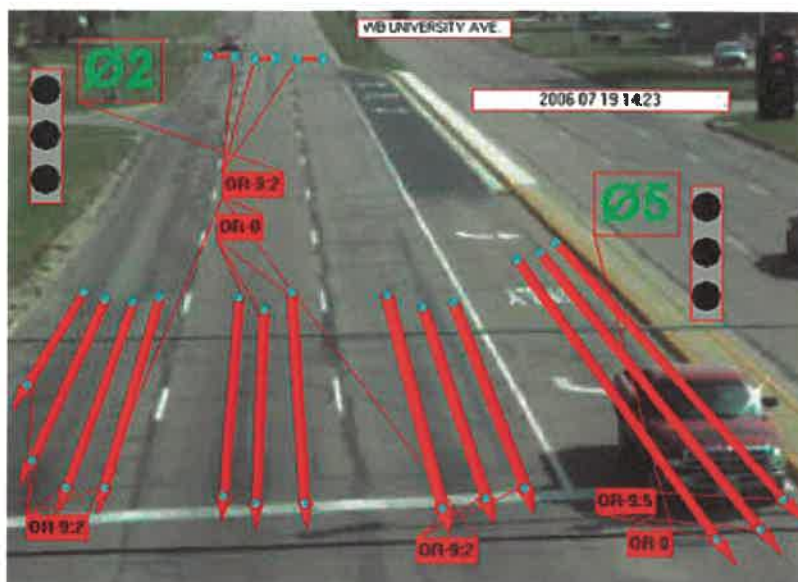 WB UNIVERSITY AVE.
Ø2
2006 07 19 14:23
OR-9:2
Ø5
OR-0
OR-9:5
OR-9:2
OR-0
OR-9:2